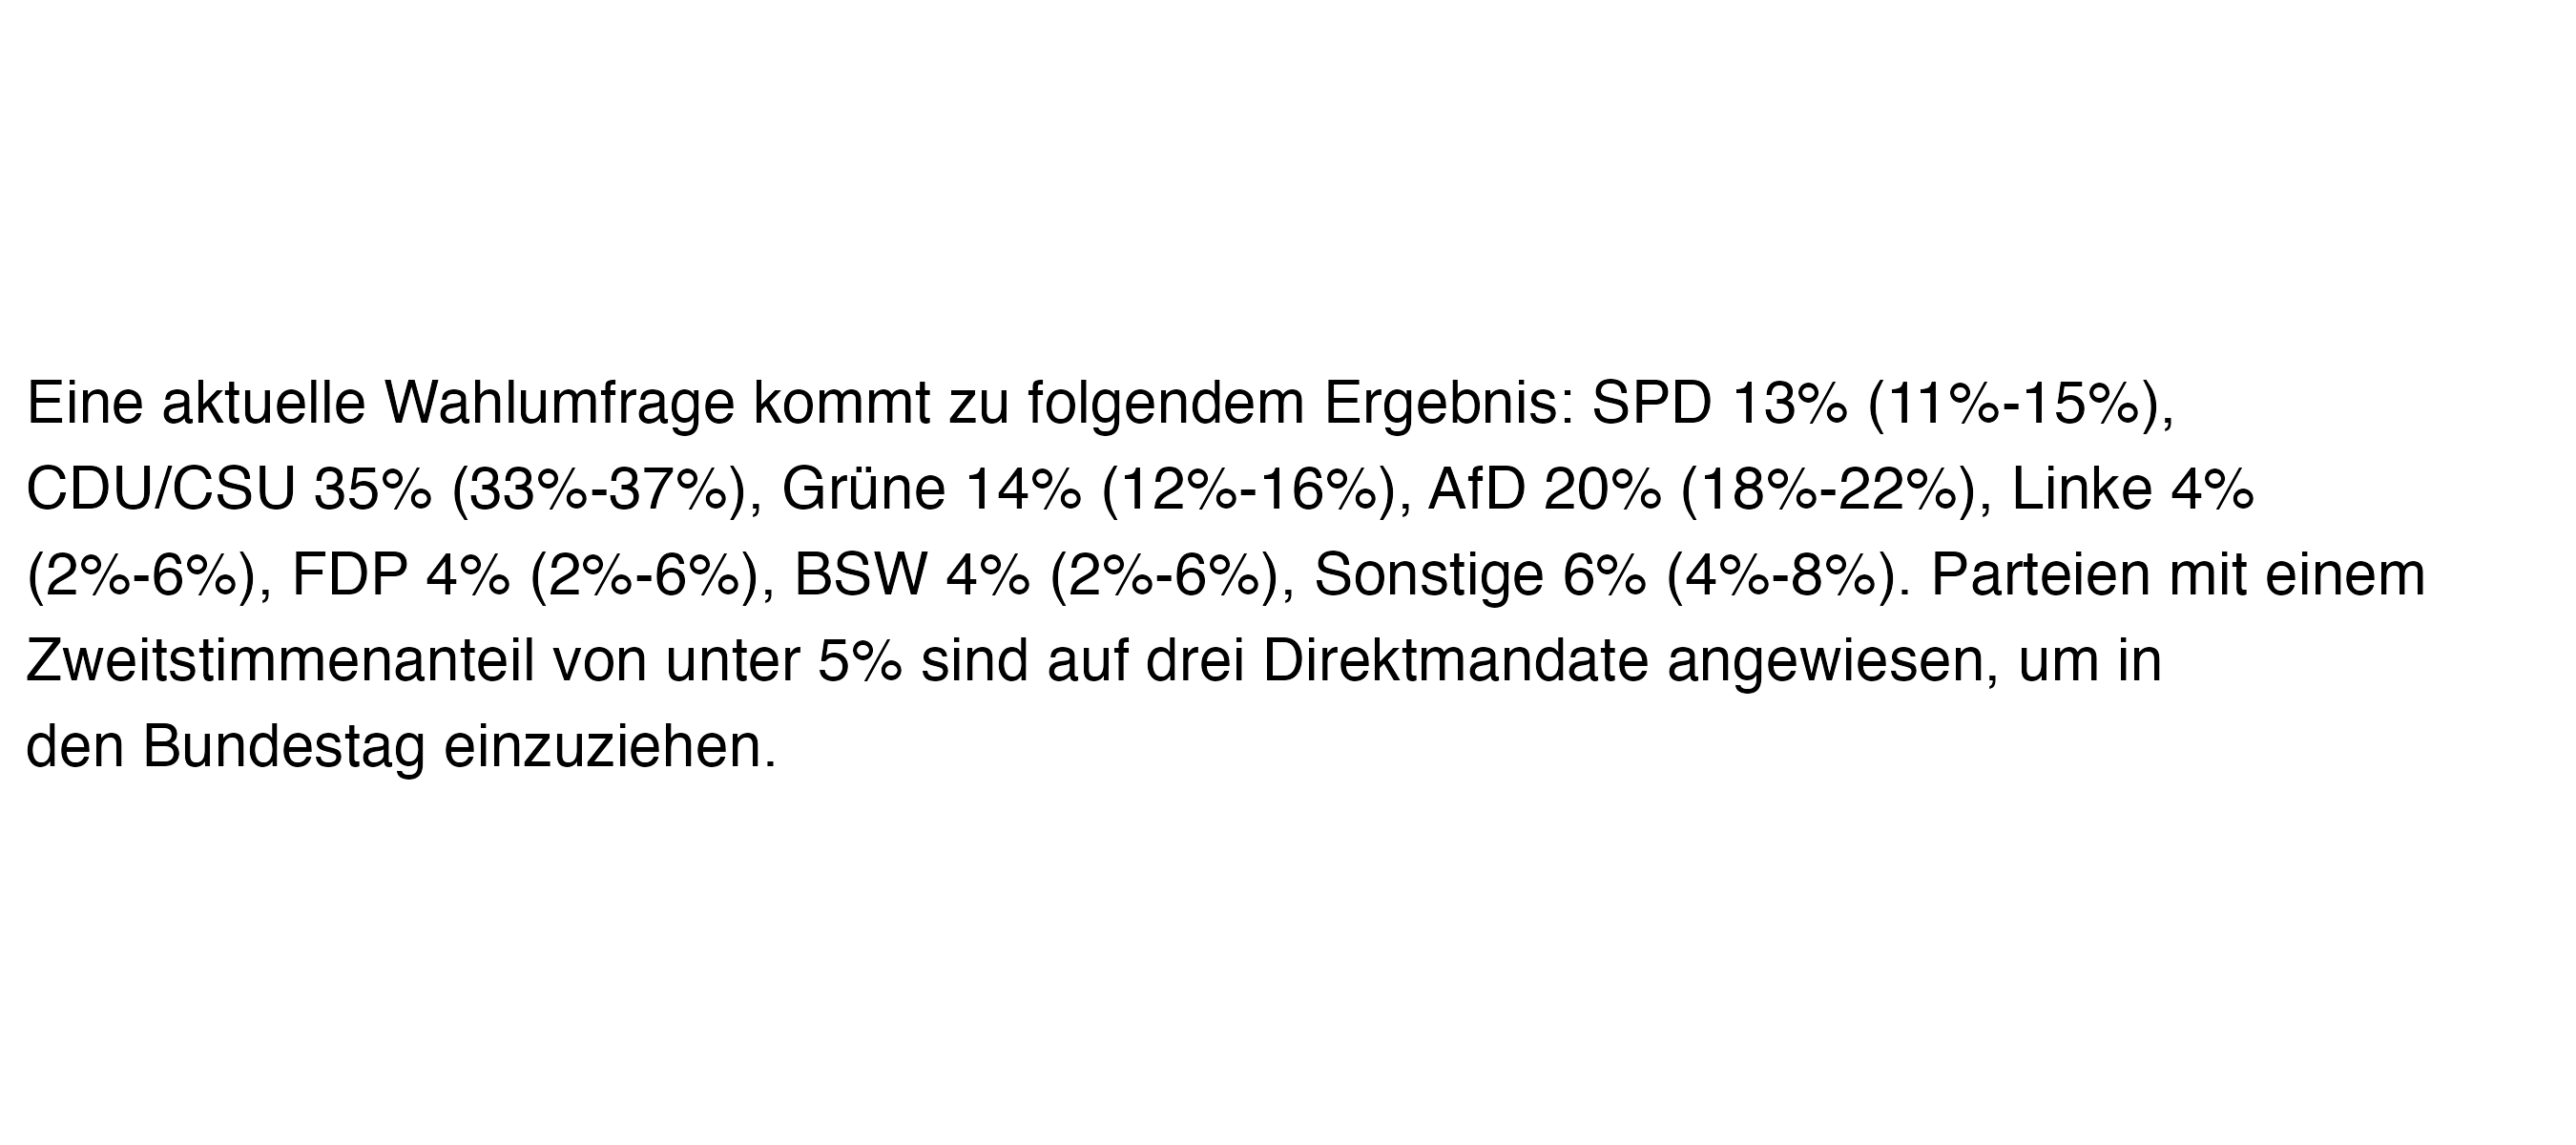 Eine aktuelle Wahlumfrage kommt zu folgendem Ergebnis: SPD 13% (11%-15%),
CDU/CSU 35% (33%-37%), Grüne 14% (12%-16%), AfD 20% (18%-22%), Linke 4%
(2%-6%), FDP 4% (2%-6%), BSW 4% (2%-6%), Sonstige 6% (4%-8%). Parteien mit einem
Zweitstimmenanteil von unter 5% sind auf drei Direktmandate angewiesen, um in
den Bundestag einzuziehen.